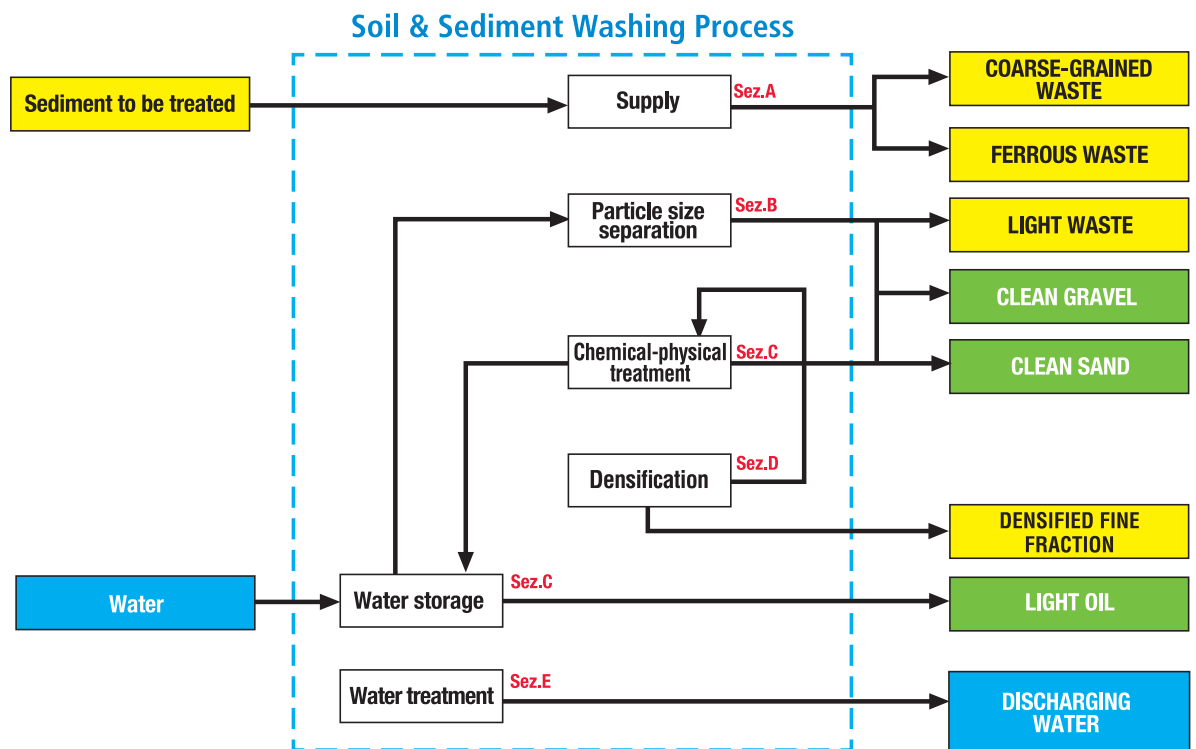 Soil & Sediment Washing Process
Sediment to be treated
Supply
Sez.A
COARSE-GRAINED
WASTE
FERROUS WASTE
Particle size
separation
Sez.B
LIGHT WASTE
CLEAN GRAVEL
Chemical-physical
treatment
Sez.C
CLEAN SAND
Densification
Sez.D
DENSIFIED FINE
FRACTION
Water
Water storage
Sez.C
LIGHT OIL
Water treatment
Sez.E
DISCHARGING
WATER